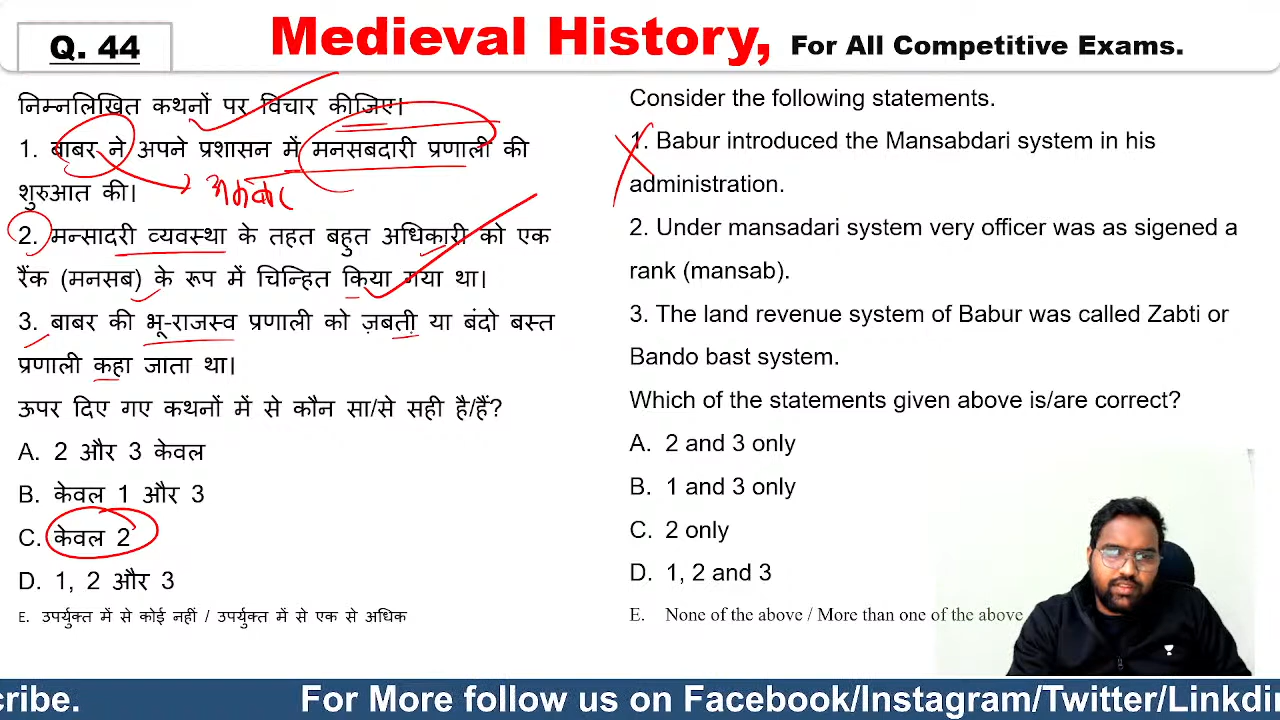 Q. 44
Medieval History, For All Competitive Exams.
निम्नलिखित कथनों पर विचार कीजिए।
1. बाबर ने अपने प्रशासन में मनसबदारी प्रणाली की
शुरुआत की।
अकबर
2. मन्सादरी व्यवस्था के तहत बहुत अधिकारी को एक
रैंक (मनसब) के रूप में चिन्हित किया गया था।
3. बाबर की भू-राजस्व प्रणाली को ज़बती या बंदो बस्त
प्रणाली कहा जाता था।
ऊपर दिए गए कथनों में से कौन सा/से सही है/हैं?
A. 2 और 3 केवल
B. केवल 1 और 3
C. केवल 2
D. 1, 2 और 3
E. उपर्युक्त में से कोई नहीं / उपर्युक्त में से एक से अधिक
Consider the following statements.
1. Babur introduced the Mansabdari system in his
administration.
2. Under mansadari system very officer was as sigened a
rank (mansab).
3. The land revenue system of Babur was called Zabti or
Bando bast system.
Which of the statements given above is/are correct?
A. 2 and 3 only
B. 1 and 3 only
C. 2 only
D. 1, 2 and 3
E. None of the above / More than one of the above
cribe. For More follow us on Facebook/Instagram/Twitter/Linkdi